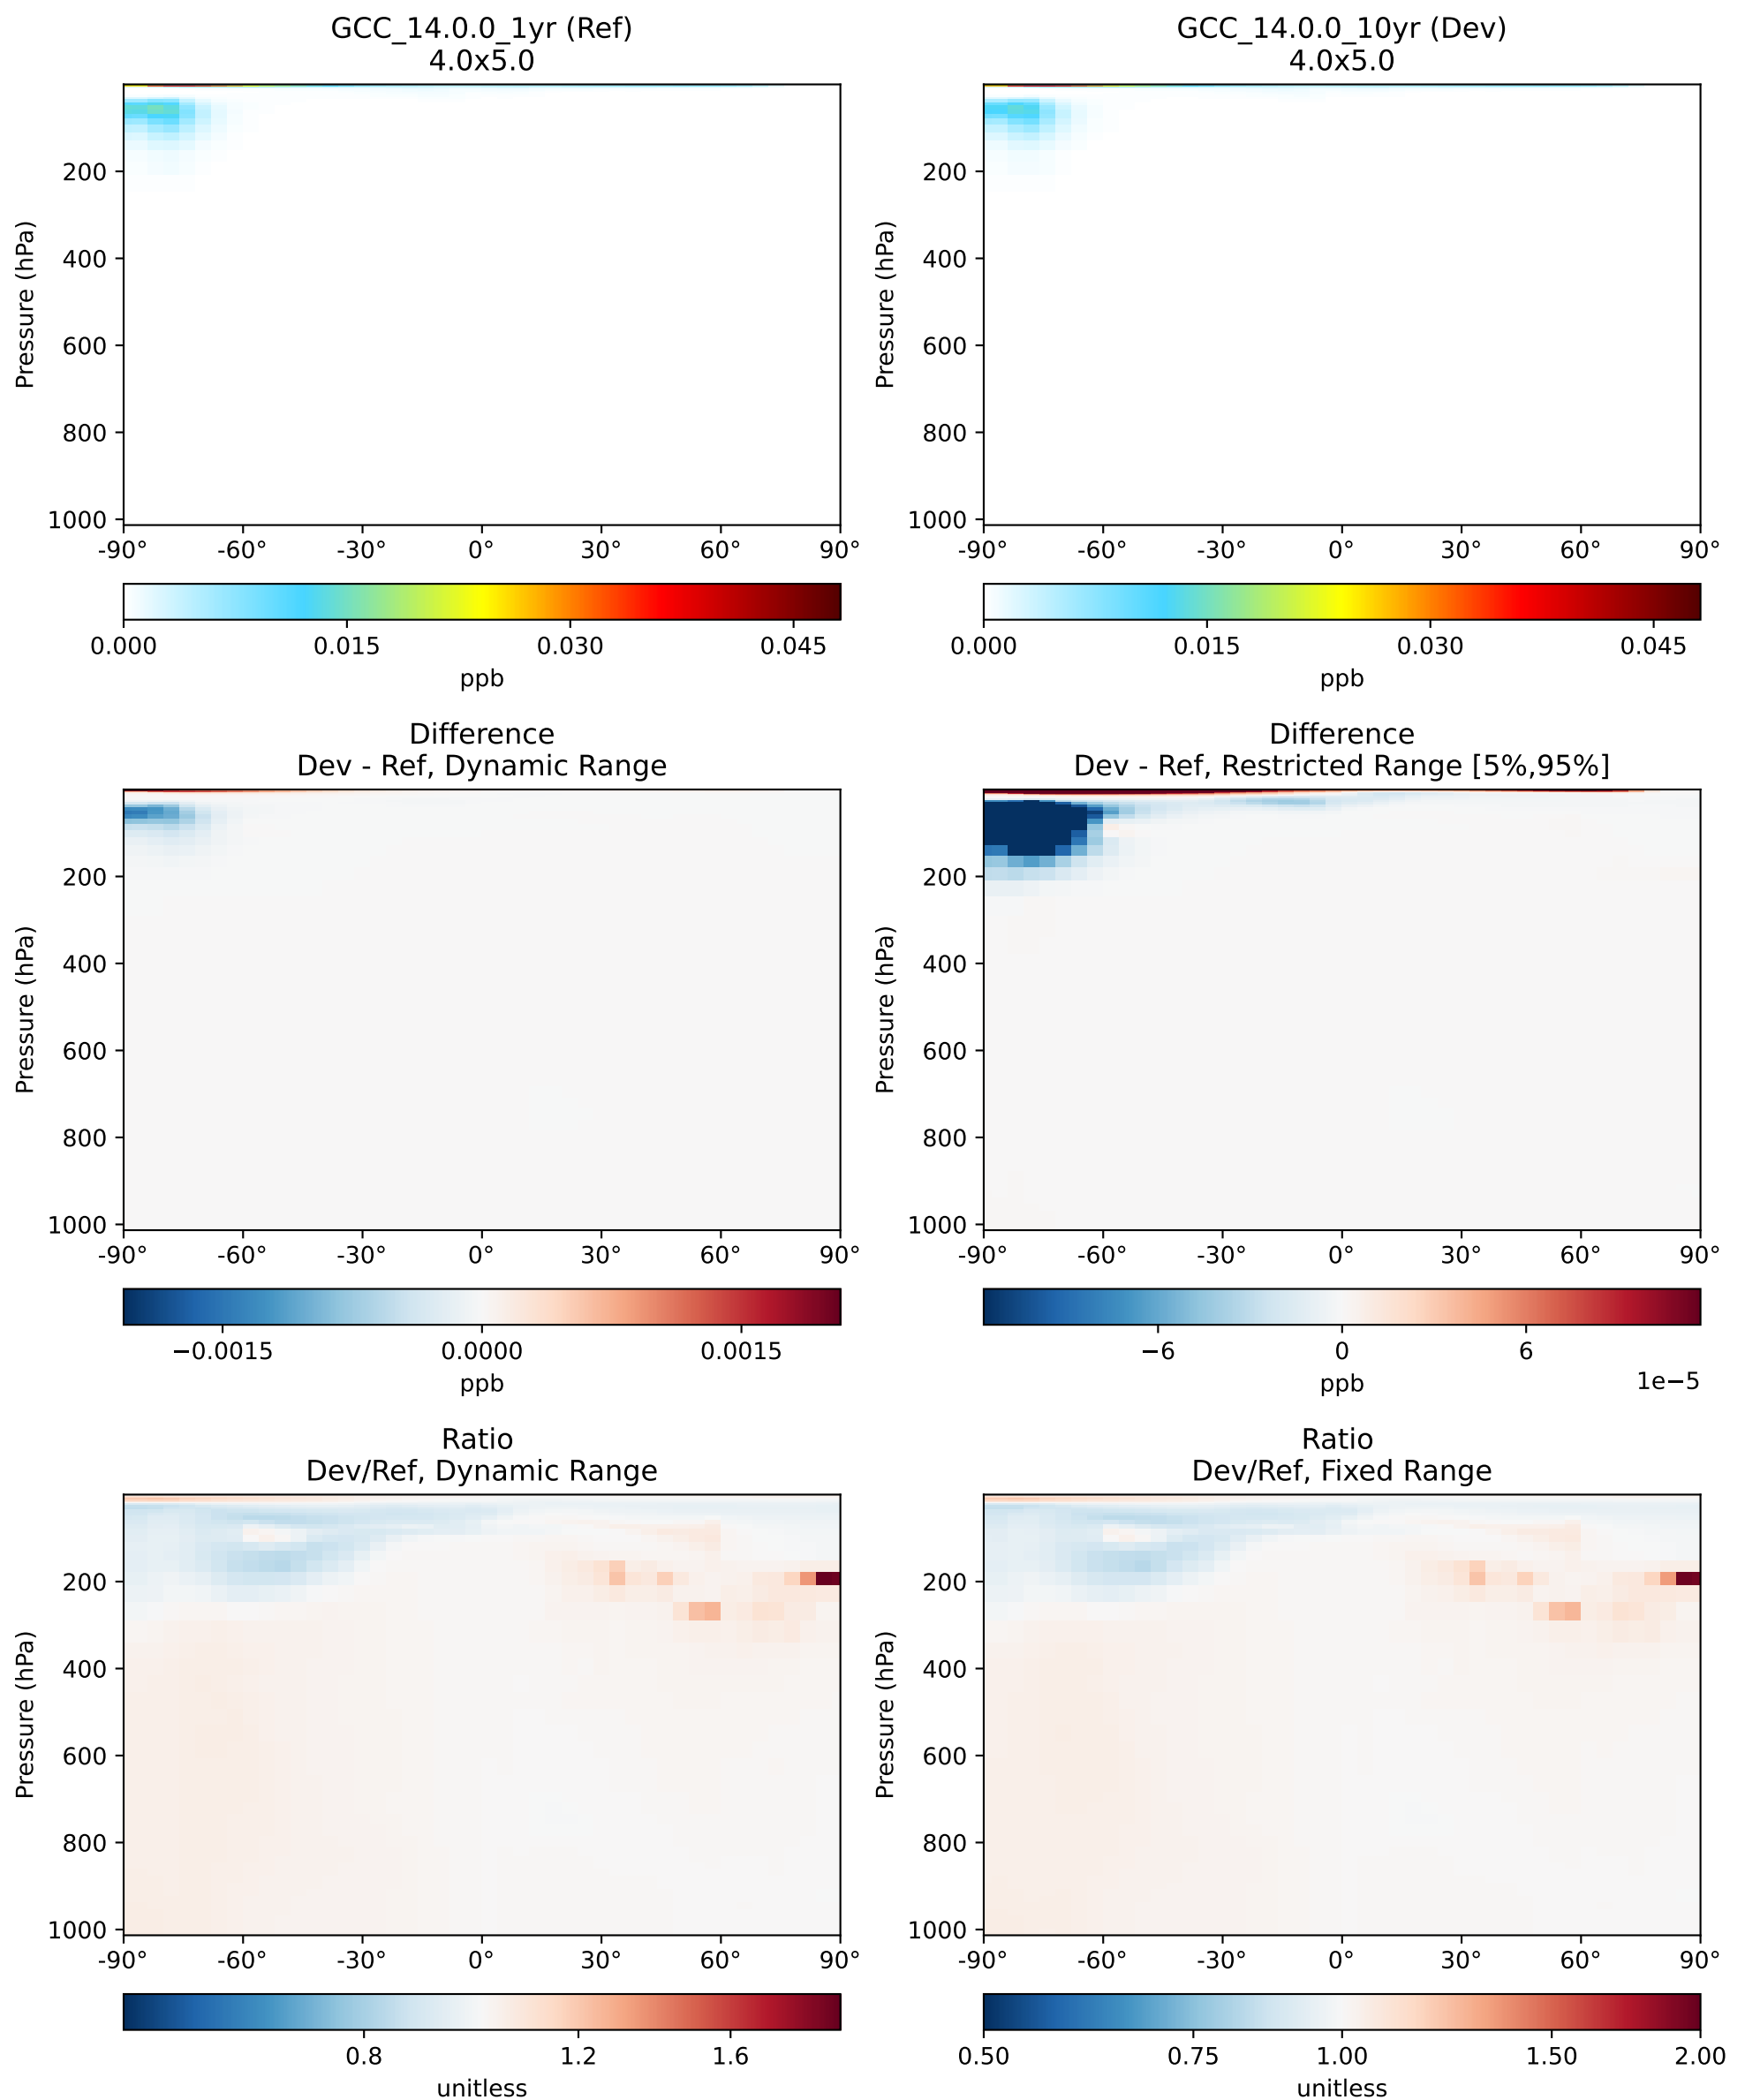 GCC_14.0.0_1yr (Ref)
4.0x5.0
GCC_14.0.0_10yr (Dev)
4.0x5.0
Pressure (hPa)
200
400
600
800
1000
-90° -60° -30° 0° 30° 60° 90°
0.000 0.015 0.030 0.045
ppb
Pressure (hPa)
200
400
600
800
1000
-90° -60° -30° 0° 30° 60° 90°
0.000 0.015 0.030 0.045
ppb
Difference
Dev - Ref, Dynamic Range
Difference
Dev - Ref, Restricted Range [5%,95%]
Pressure (hPa)
200
400
600
800
1000
-90° -60° -30° 0° 30° 60° 90°
−0.0015 0.0000 0.0015
ppb
Pressure (hPa)
200
400
600
800
1000
-90° -60° -30° 0° 30° 60° 90°
−6 0 6
ppb
1e−5
Ratio
Dev/Ref, Dynamic Range
Ratio
Dev/Ref, Fixed Range
Pressure (hPa)
200
400
600
800
1000
-90° -60° -30° 0° 30° 60° 90°
0.8 1.2 1.6
unitless
Pressure (hPa)
200
400
600
800
1000
-90° -60° -30° 0° 30° 60° 90°
0.50 0.75 1.00 1.50 2.00
unitless